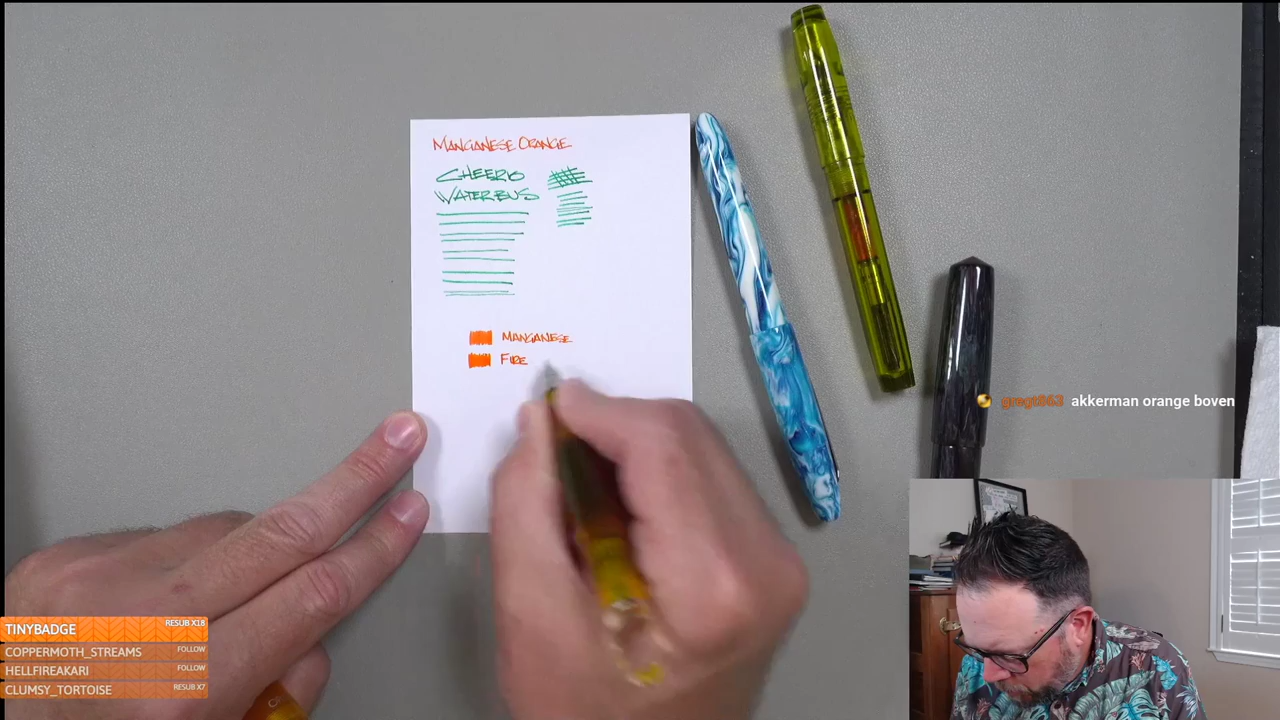 MANGANESE ORANGE
CHEERIO
WATERBUS
MANGANESE
FIRE
gregt863 akkerman orange boven
TINYBADGE RESUB X18
COPPERMOTH_STREAMS FOLLOW
HELLFIREAKARI FOLLOW
CLUMSY_TORTOISE RESUB X7